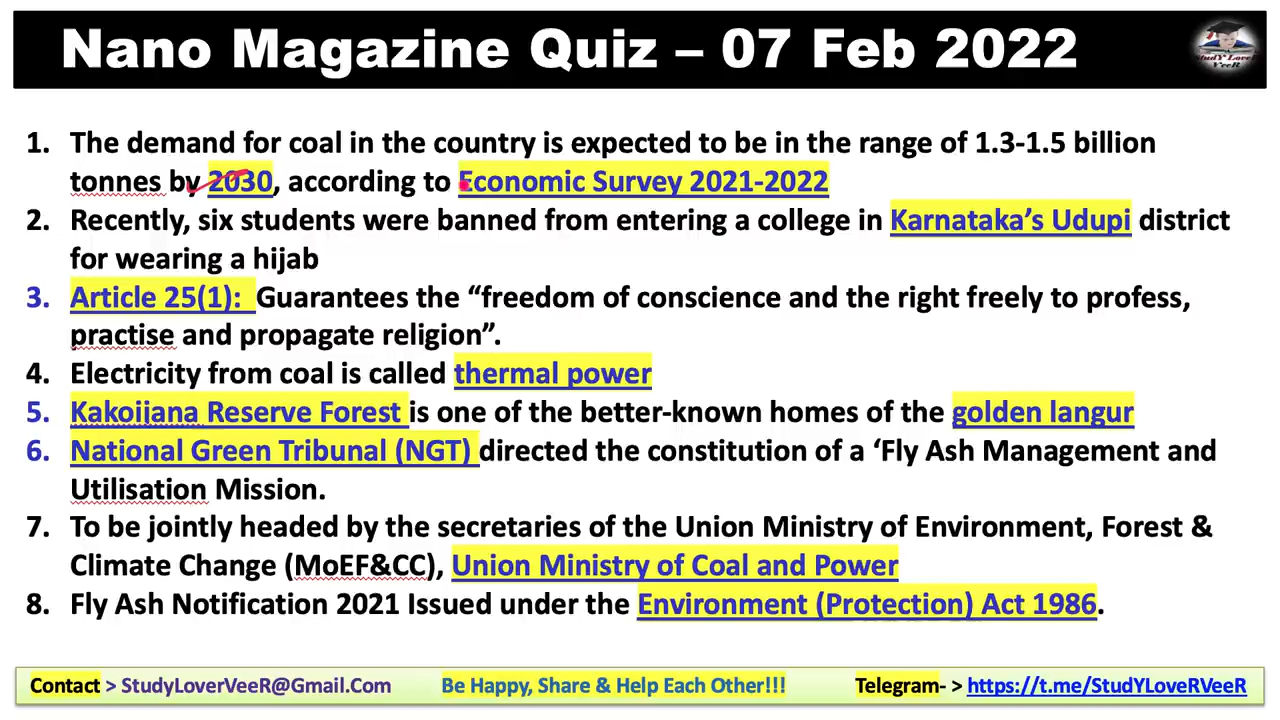 Nano Magazine Quiz – 07 Feb 2022
StudY LoveR
VeeR
1. The demand for coal in the country is expected to be in the range of 1.3-1.5 billion
tonnes by 2030, according to Economic Survey 2021-2022
2. Recently, six students were banned from entering a college in Karnataka’s Udupi district
for wearing a hijab
3. Article 25(1): Guarantees the “freedom of conscience and the right freely to profess,
practise and propagate religion”.
4. Electricity from coal is called thermal power
5. Kakoijana Reserve Forest is one of the better-known homes of the golden langur
6. National Green Tribunal (NGT) directed the constitution of a ‘Fly Ash Management and
Utilisation Mission.
7. To be jointly headed by the secretaries of the Union Ministry of Environment, Forest &
Climate Change (MoEF&CC), Union Ministry of Coal and Power
8. Fly Ash Notification 2021 Issued under the Environment (Protection) Act 1986.
Contact > StudyLoverVeeR@Gmail.Com Be Happy, Share & Help Each Other!!! Telegram- > https://t.me/StudYLoveRVeeR